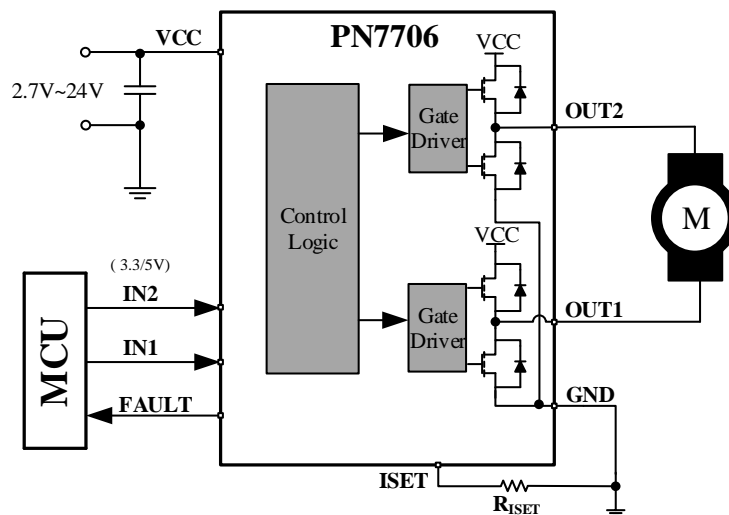 PN7706
VCC
2.7V~24V
VCC
Gate
Driver
OUT2
Control
Logic
M
VCC
Gate
Driver
OUT1
MCU
( 3.3/5V)
IN2
IN1
FAULT
GND
ISET
RISET